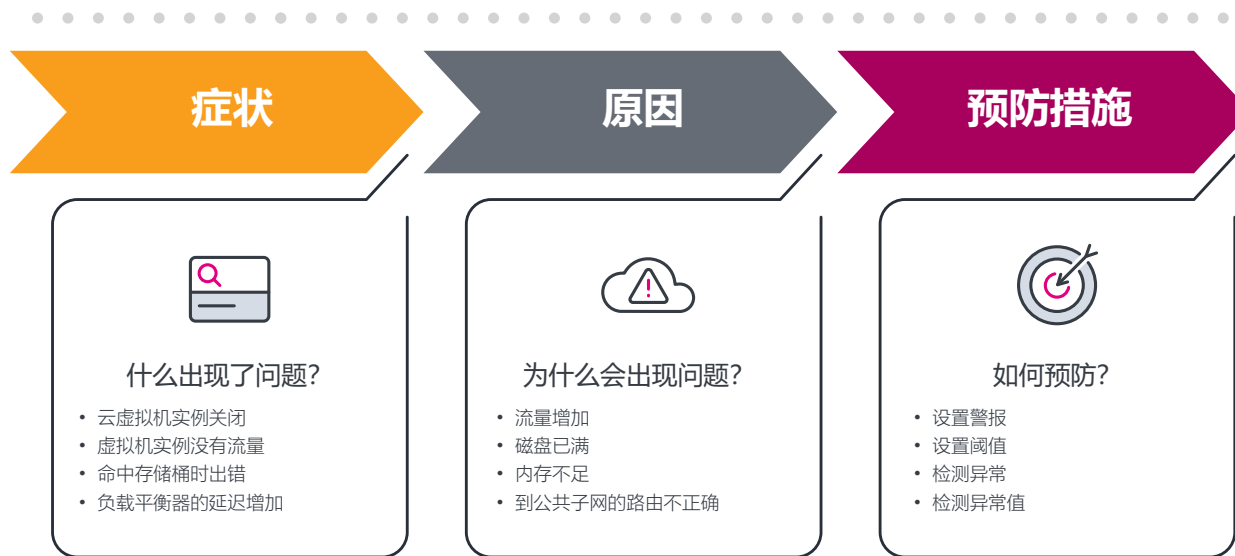 症状
原因
预防措施
什么出现了问题?
• 云虚拟机实例关闭
• 虚拟机实例没有流量
• 命中存储桶时出错
• 负载平衡器的延迟增加
为什么会出现问题?
• 流量增加
• 磁盘已满
• 内存不足
• 到公共子网的路由不正确
如何预防?
• 设置警报
• 设置阈值
• 检测异常
• 检测异常值